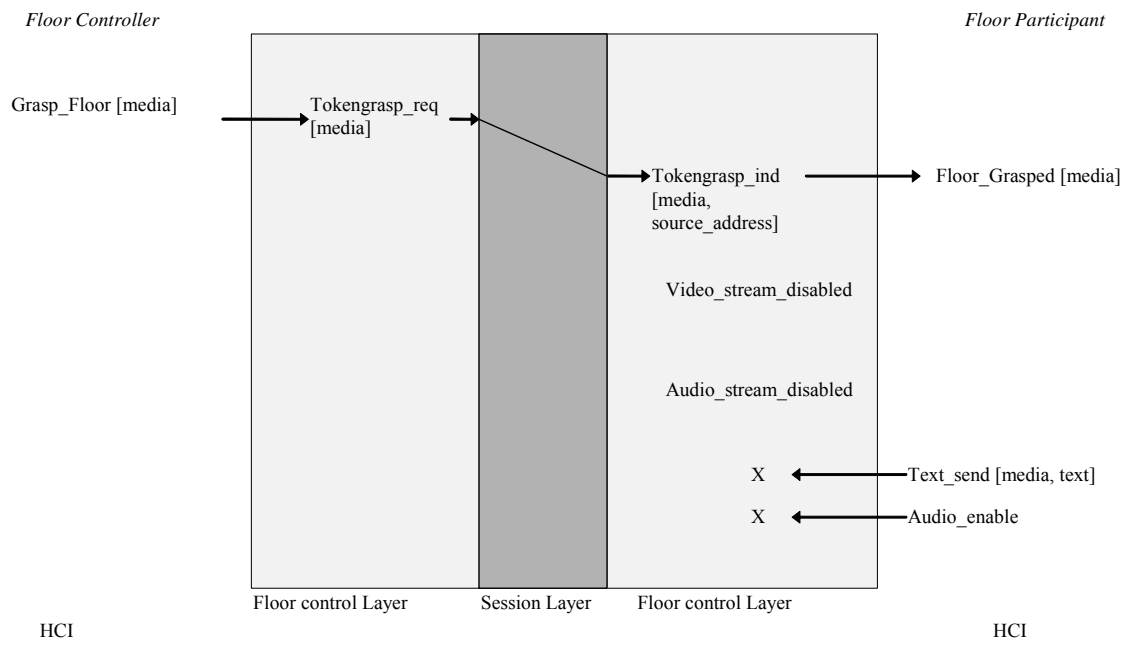 Floor Controller
Floor Participant
Grasp_Floor [media]
Tokengrasp_req
[media]
Tokengrasp_ind
[media,
source_address]
Floor_Grasped [media]
Video_stream_disabled
Audio_stream_disabled
X
Text_send [media, text]
X
Audio_enable
Floor control Layer
Session Layer
Floor control Layer
HCI
HCI